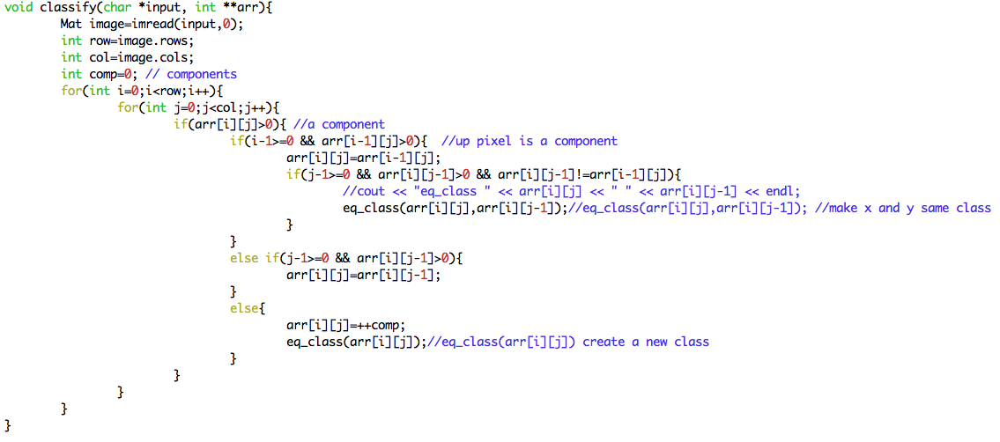 void classify(char *input, int **arr){
        Mat image=imread(input,0);
        int row=image.rows;
        int col=image.cols;
        int comp=0; // components
        for(int i=0;i<row;i++){
                for(int j=0;j<col;j++){
                        if(arr[i][j]>0){ //a component
                                if(i-1>=0 && arr[i-1][j]>0){  //up pixel is a component
                                        arr[i][j]=arr[i-1][j];
                                        if(j-1>=0 && arr[i][j-1]>0 && arr[i][j-1]!=arr[i-1][j]){
                                                //cout << "eq_class " << arr[i][j] << " " << arr[i][j-1] << endl;
                                                eq_class(arr[i][j],arr[i][j-1]);//eq_class(arr[i][j],arr[i][j-1]); //make x and y same class
                                        }
                                }
                                else if(j-1>=0 && arr[i][j-1]>0){
                                        arr[i][j]=arr[i][j-1];
                                }
                                else{
                                        arr[i][j]=++comp;
                                        eq_class(arr[i][j]);//eq_class(arr[i][j]) create a new class
                                }
                        }
                }
        }
}